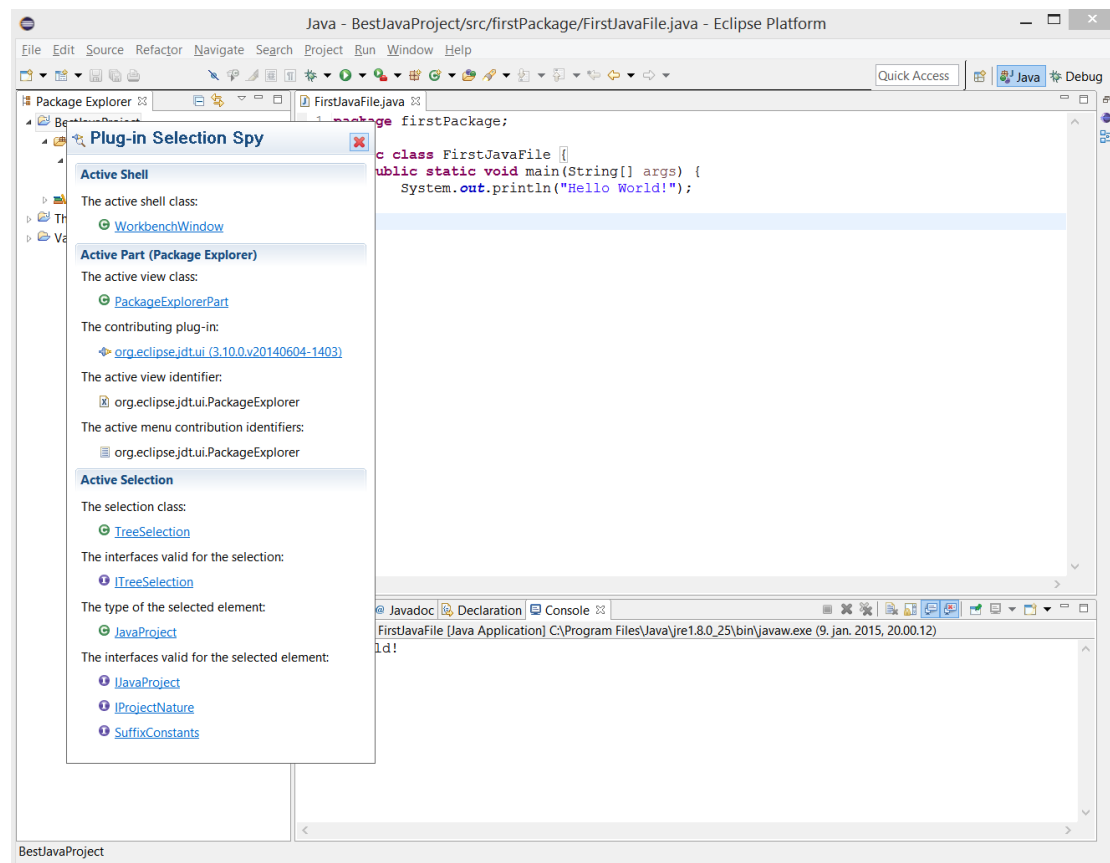 Java - BestJavaProject/src/firstPackage/FirstJavaFile.java - Eclipse Platform
File Edit Source Refactor Navigate Search Project Run Window Help
Quick Access
Java
Debug
Package Explorer
FirstJavaFile.java
1 package firstPackage;
c class FirstJavaFile {
ublic static void main(String[] args) {
System.out.println("Hello World!");
Th
Va
Plug-in Selection Spy
Active Shell
The active shell class:
WorkbenchWindow
Active Part (Package Explorer)
The active view class:
PackageExplorerPart
The contributing plug-in:
org.eclipse.jdt.ui (3.10.0.v20140604-1403)
The active view identifier:
org.eclipse.jdt.ui.PackageExplorer
The active menu contribution identifiers:
org.eclipse.jdt.ui.PackageExplorer
Active Selection
The selection class:
TreeSelection
The interfaces valid for the selection:
ITreeSelection
The type of the selected element:
JavaProject
The interfaces valid for the selected element:
IJavaProject
IProjectNature
SuffixConstants
@ Javadoc
Declaration
Console
FirstJavaFile [Java Application] C:\Program Files\Java\jre1.8.0_25\bin\javaw.exe (9. jan. 2015, 20.00.12)
ld!
BestJavaProject